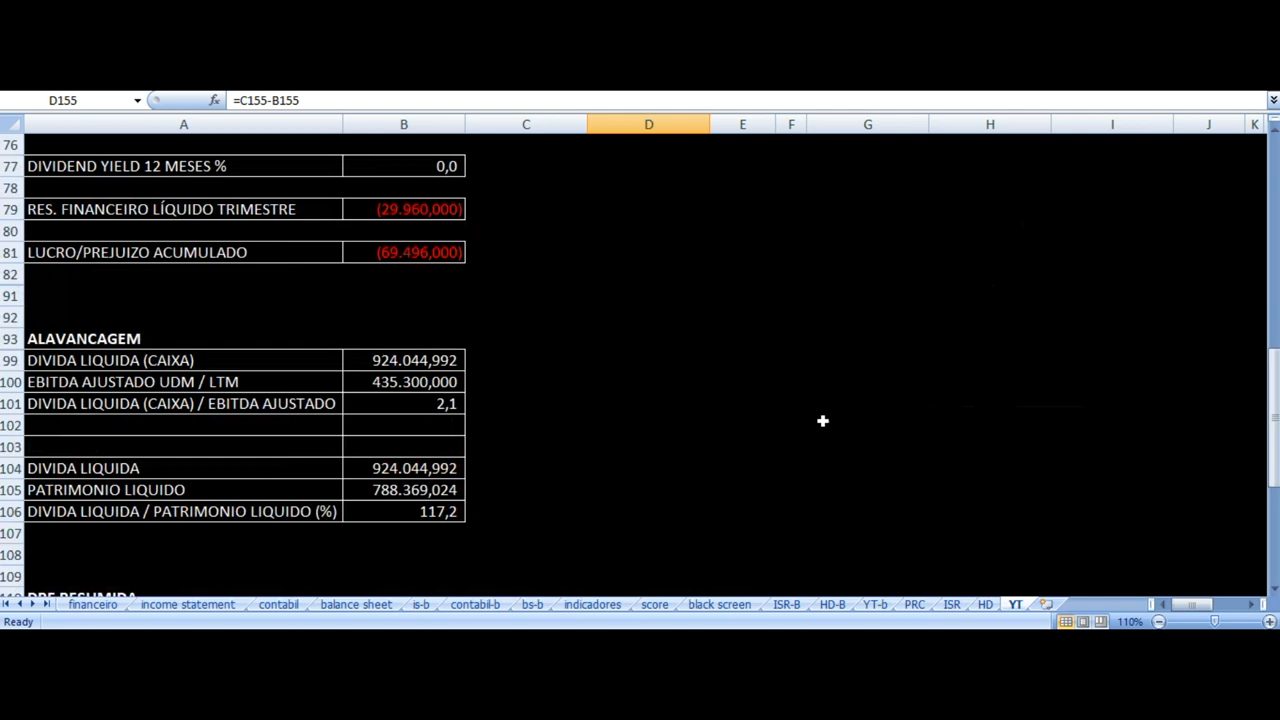 D155 fx =C155-B155
A B C D E F G H I J K
76
77 DIVIDEND YIELD 12 MESES % 0,0
78
79 RES. FINANCEIRO LÍQUIDO TRIMESTRE (29.960,000)
80
81 LUCRO/PREJUIZO ACUMULADO (69.496,000)
82
91
92
93 ALAVANCAGEM
99 DIVIDA LIQUIDA (CAIXA) 924.044,992
100 EBITDA AJUSTADO UDM / LTM 435.300,000
101 DIVIDA LIQUIDA (CAIXA) / EBITDA AJUSTADO 2,1
102
103
104 DIVIDA LIQUIDA 924.044,992
105 PATRIMONIO LIQUIDO 788.369,024
106 DIVIDA LIQUIDA / PATRIMONIO LIQUIDO (%) 117,2
107
108
109
110 DRE RESUMIDA
financeiro income statement contabil balance sheet is-b contabil-b bs-b indicadores score black screen ISR-B HD-B YT-b PRC ISR HD YT
Ready 110%